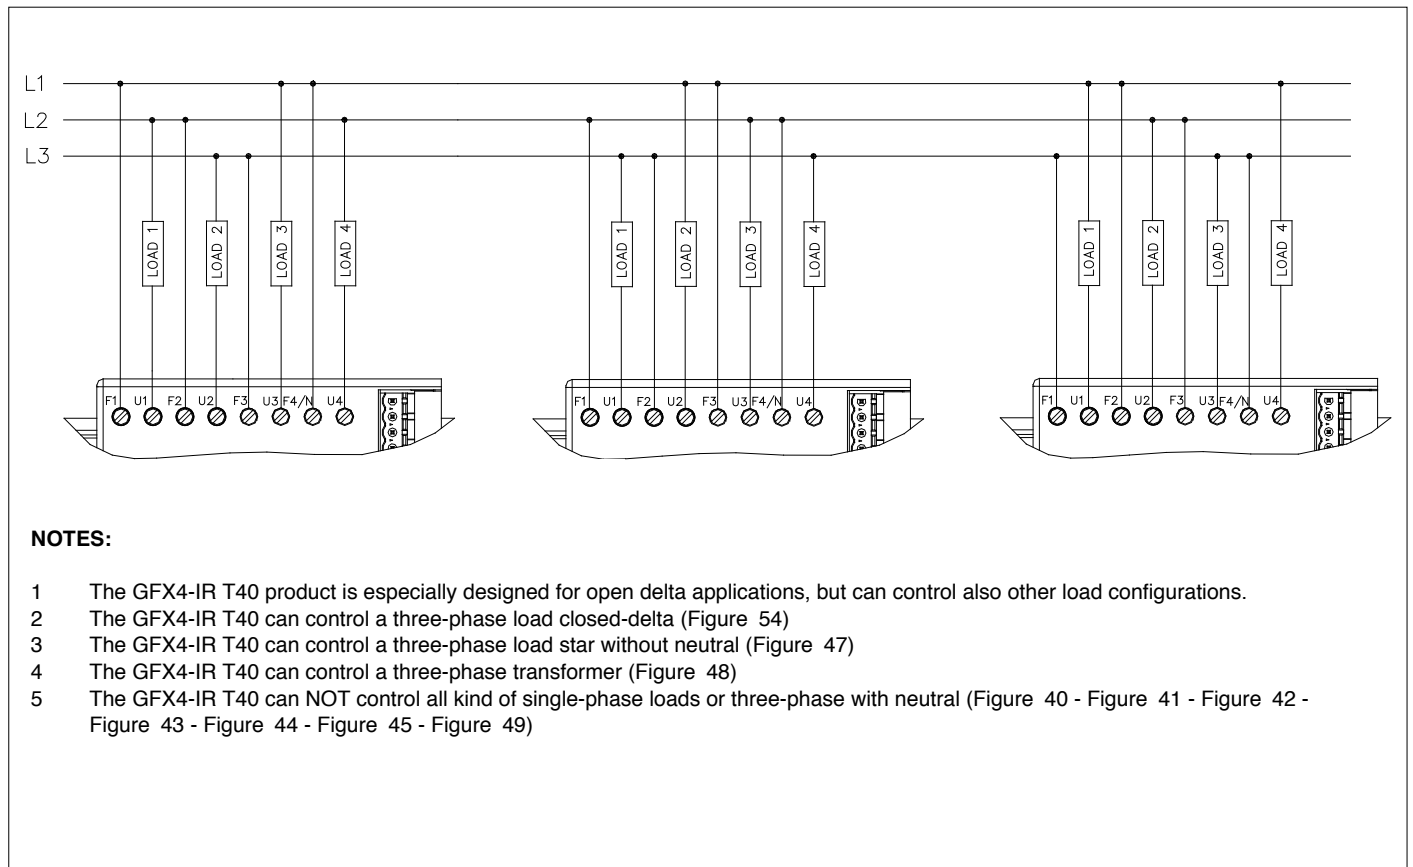 L1
L2
L3
LOAD 1
LOAD 2
LOAD 3
LOAD 4
LOAD 1
LOAD 2
LOAD 3
LOAD 4
LOAD 1
LOAD 2
LOAD 3
LOAD 4
F1 U1 F2 U2 F3 U3 F4/N U4
F1 U1 F2 U2 F3 U3 F4/N U4
F1 U1 F2 U2 F3 U3 F4/N U4
NOTES:
1 The GFX4-IR T40 product is especially designed for open delta applications, but can control also other load configurations.
2 The GFX4-IR T40 can control a three-phase load closed-delta (Figure 54)
3 The GFX4-IR T40 can control a three-phase load star without neutral (Figure 47)
4 The GFX4-IR T40 can control a three-phase transformer (Figure 48)
5 The GFX4-IR T40 can NOT control all kind of single-phase loads or three-phase with neutral (Figure 40 - Figure 41 - Figure 42 -
Figure 43 - Figure 44 - Figure 45 - Figure 49)